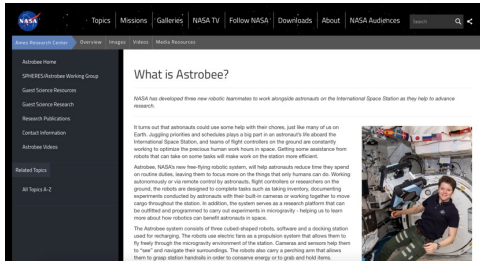 NASA
Topics Missions Galleries NASA TV Follow NASA Downloads About NASA Audiences Search
Ames Research Center Overview Images Videos Media Resources
Astrobee Home
SPHERES/Astrobee Working Group
Guest Science Resources
Guest Science Research
Research Publications
Contact Information
Astrobee Videos
Related Topics
All Topics A-Z
What is Astrobee?
NASA has developed three new robotic teammates to work alongside astronauts on the International Space Station as they help to advance
research.
It turns out that astronauts could use some help with their chores, just like many of us on
Earth. Juggling priorities and schedules plays a big part in an astronaut's life aboard the
International Space Station, and teams of flight controllers on the ground are constantly
working to optimize the precious human work hours in space. Getting some assistance from
robots that can take on some tasks will make work on the station more efficient.
Astrobee, NASA's new free-flying robotic system, will help astronauts reduce time they spend
on routine duties, leaving them to focus more on the things that only humans can do. Working
autonomously or via remote control by astronauts, flight controllers or researchers on the
ground, the robots are designed to complete tasks such as taking inventory, documenting
experiments conducted by astronauts with their built-in cameras or working together to move
cargo throughout the station. In addition, the system serves as a research platform that can
be outfitted and programmed to carry out experiments in microgravity - helping us to learn
more about how robotics can benefit astronauts in space.
The Astrobee system consists of three cubed-shaped robots, software and a docking station
used for recharging. The robots use electric fans as a propulsion system that allows them to
fly freely through the microgravity environment of the station. Cameras and sensors help them
to "see" and navigate their surroundings. The robots also carry a perching arm that allows
them to grasp station handrails in order to conserve energy or to grab and hold items.